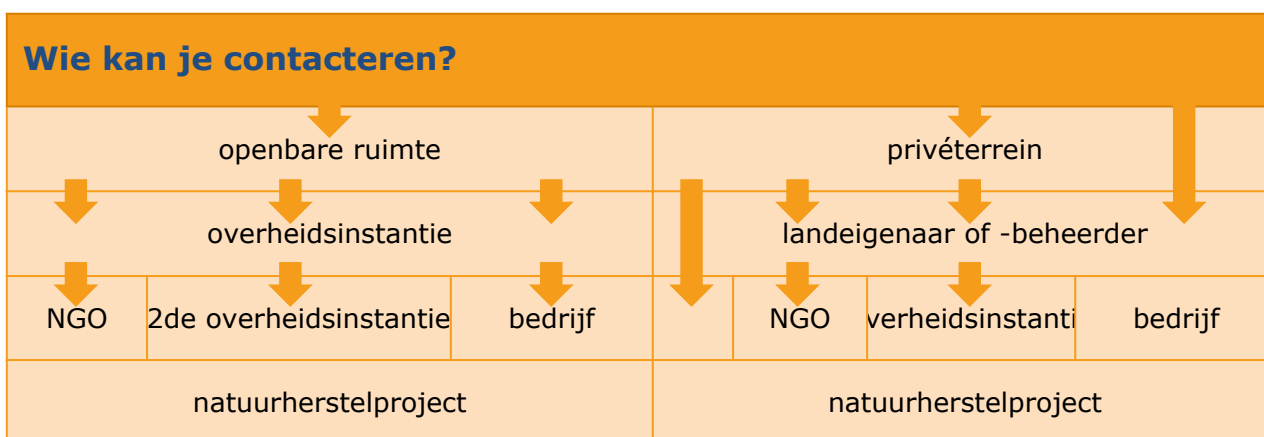 Wie kan je contacteren?
openbare ruimte privéterrein
overheidsinstantie landeigenaar of -beheerder
NGO 2de overheidsinstantie bedrijf NGO verheidsinstanti bedrijf
natuurherstelproject natuurherstelproject